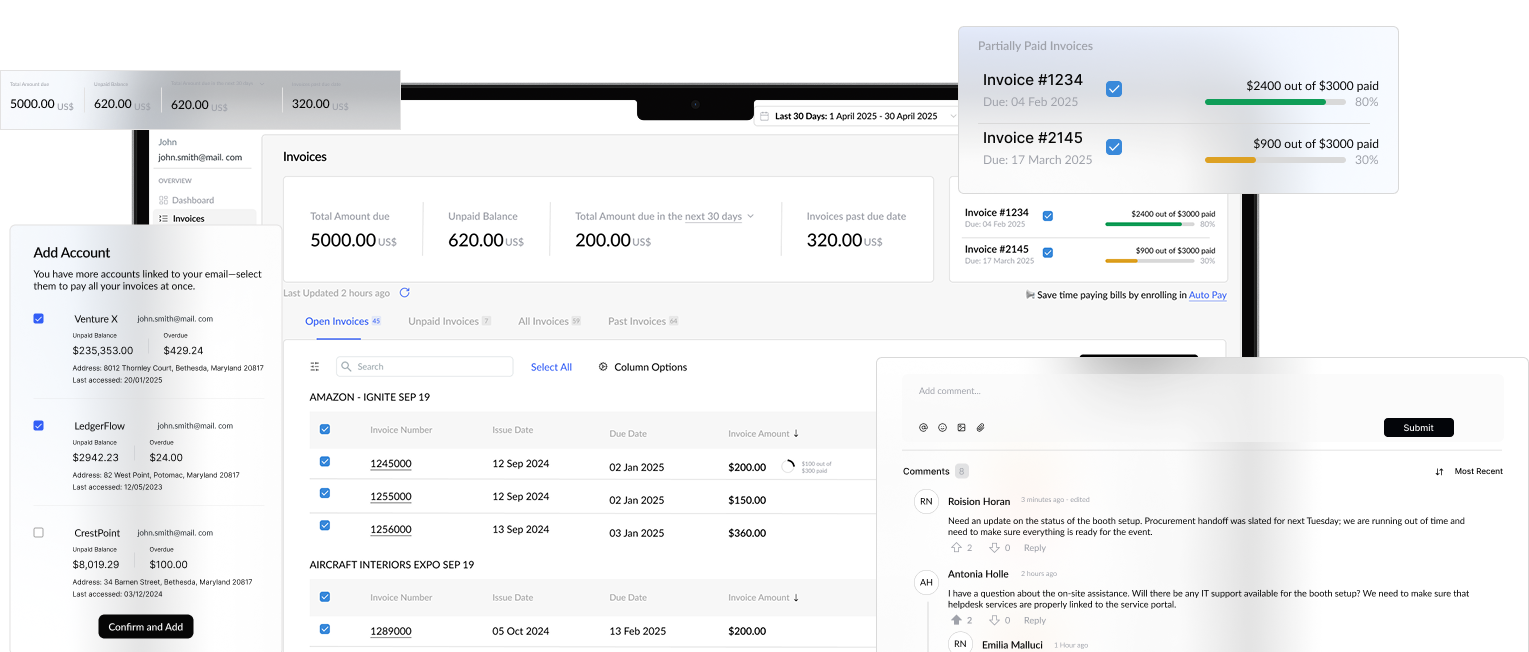 Partially Paid Invoices
Invoice #1234
Due: 04 Feb 2025
$2400 out of $3000 paid
80%
Invoice #2145
Due: 17 March 2025
$900 out of $3000 paid
30%
Total Amount due
5000.00 US$
Unpaid Balance
620.00 US$
620.00 US$
320.00 US$
Last 30 Days: 1 April 2025 - 30 April 2025
John
john.smith@mail. com
OVERVIEW
Dashboard
Invoices
Invoices
Total Amount due
5000.00 US$
Unpaid Balance
620.00 US$
Total Amount due in the next 30 days
200.00 US$
Invoices past due date
320.00 US$
Invoice #1234
Due: 04 Feb 2025
$2400 out of $3000 paid
80%
Invoice #2145
Due: 17 March 2025
$900 out of $3000 paid
30%
Last Updated 2 hours ago
Save time paying bills by enrolling in Auto Pay
Open Invoices 45
Unpaid Invoices 7
All Invoices 59
Past Invoices 64
Search
Select All
Column Options
AMAZON - IGNITE SEP 19
Invoice Number Issue Date Due Date Invoice Amount
1245000 12 Sep 2024 02 Jan 2025 $200.00
$100 out of
$300 paid
1255000 12 Sep 2024 02 Jan 2025 $150.00
1256000 13 Sep 2024 03 Jan 2025 $360.00
AIRCRAFT INTERIORS EXPO SEP 19
Invoice Number Issue Date Due Date Invoice Amount
1289000 05 Oct 2024 13 Feb 2025 $200.00
Add Account
You have more accounts linked to your email—select
them to pay all your invoices at once.
Venture X john.smith@mail. com
Unpaid Balance Overdue
$235,353.00 $429.24
Address: 8012 Thornley Court, Bethesda, Maryland 20817
Last accessed: 20/01/2025
LedgerFlow john.smith@mail. com
Unpaid Balance Overdue
$2942.23 $24.00
Address: 82 West Point, Potomac, Maryland 20817
Last accessed: 12/05/2023
CrestPoint john.smith@mail. com
Unpaid Balance Overdue
$8,019.29 $100.00
Address: 34 Barnen Street, Bethesda, Maryland 20817
Last accessed: 03/12/2024
Confirm and Add
Add comment...
Submit
Comments 8
Most Recent
RN
Roision Horan 3 minutes ago - edited
Need an update on the status of the booth setup. Procurement handoff was slated for next Tuesday; we are running out of time and
need to make sure everything is ready for the event.
2 0 Reply
AH
Antonia Holle 2 hours ago
I have a question about the on-site assistance. Will there be any IT support available for the booth setup? We need to make sure that
helpdesk services are properly linked to the service portal.
2 0 Reply
RN
Emilia Malluci 1 Hour ago